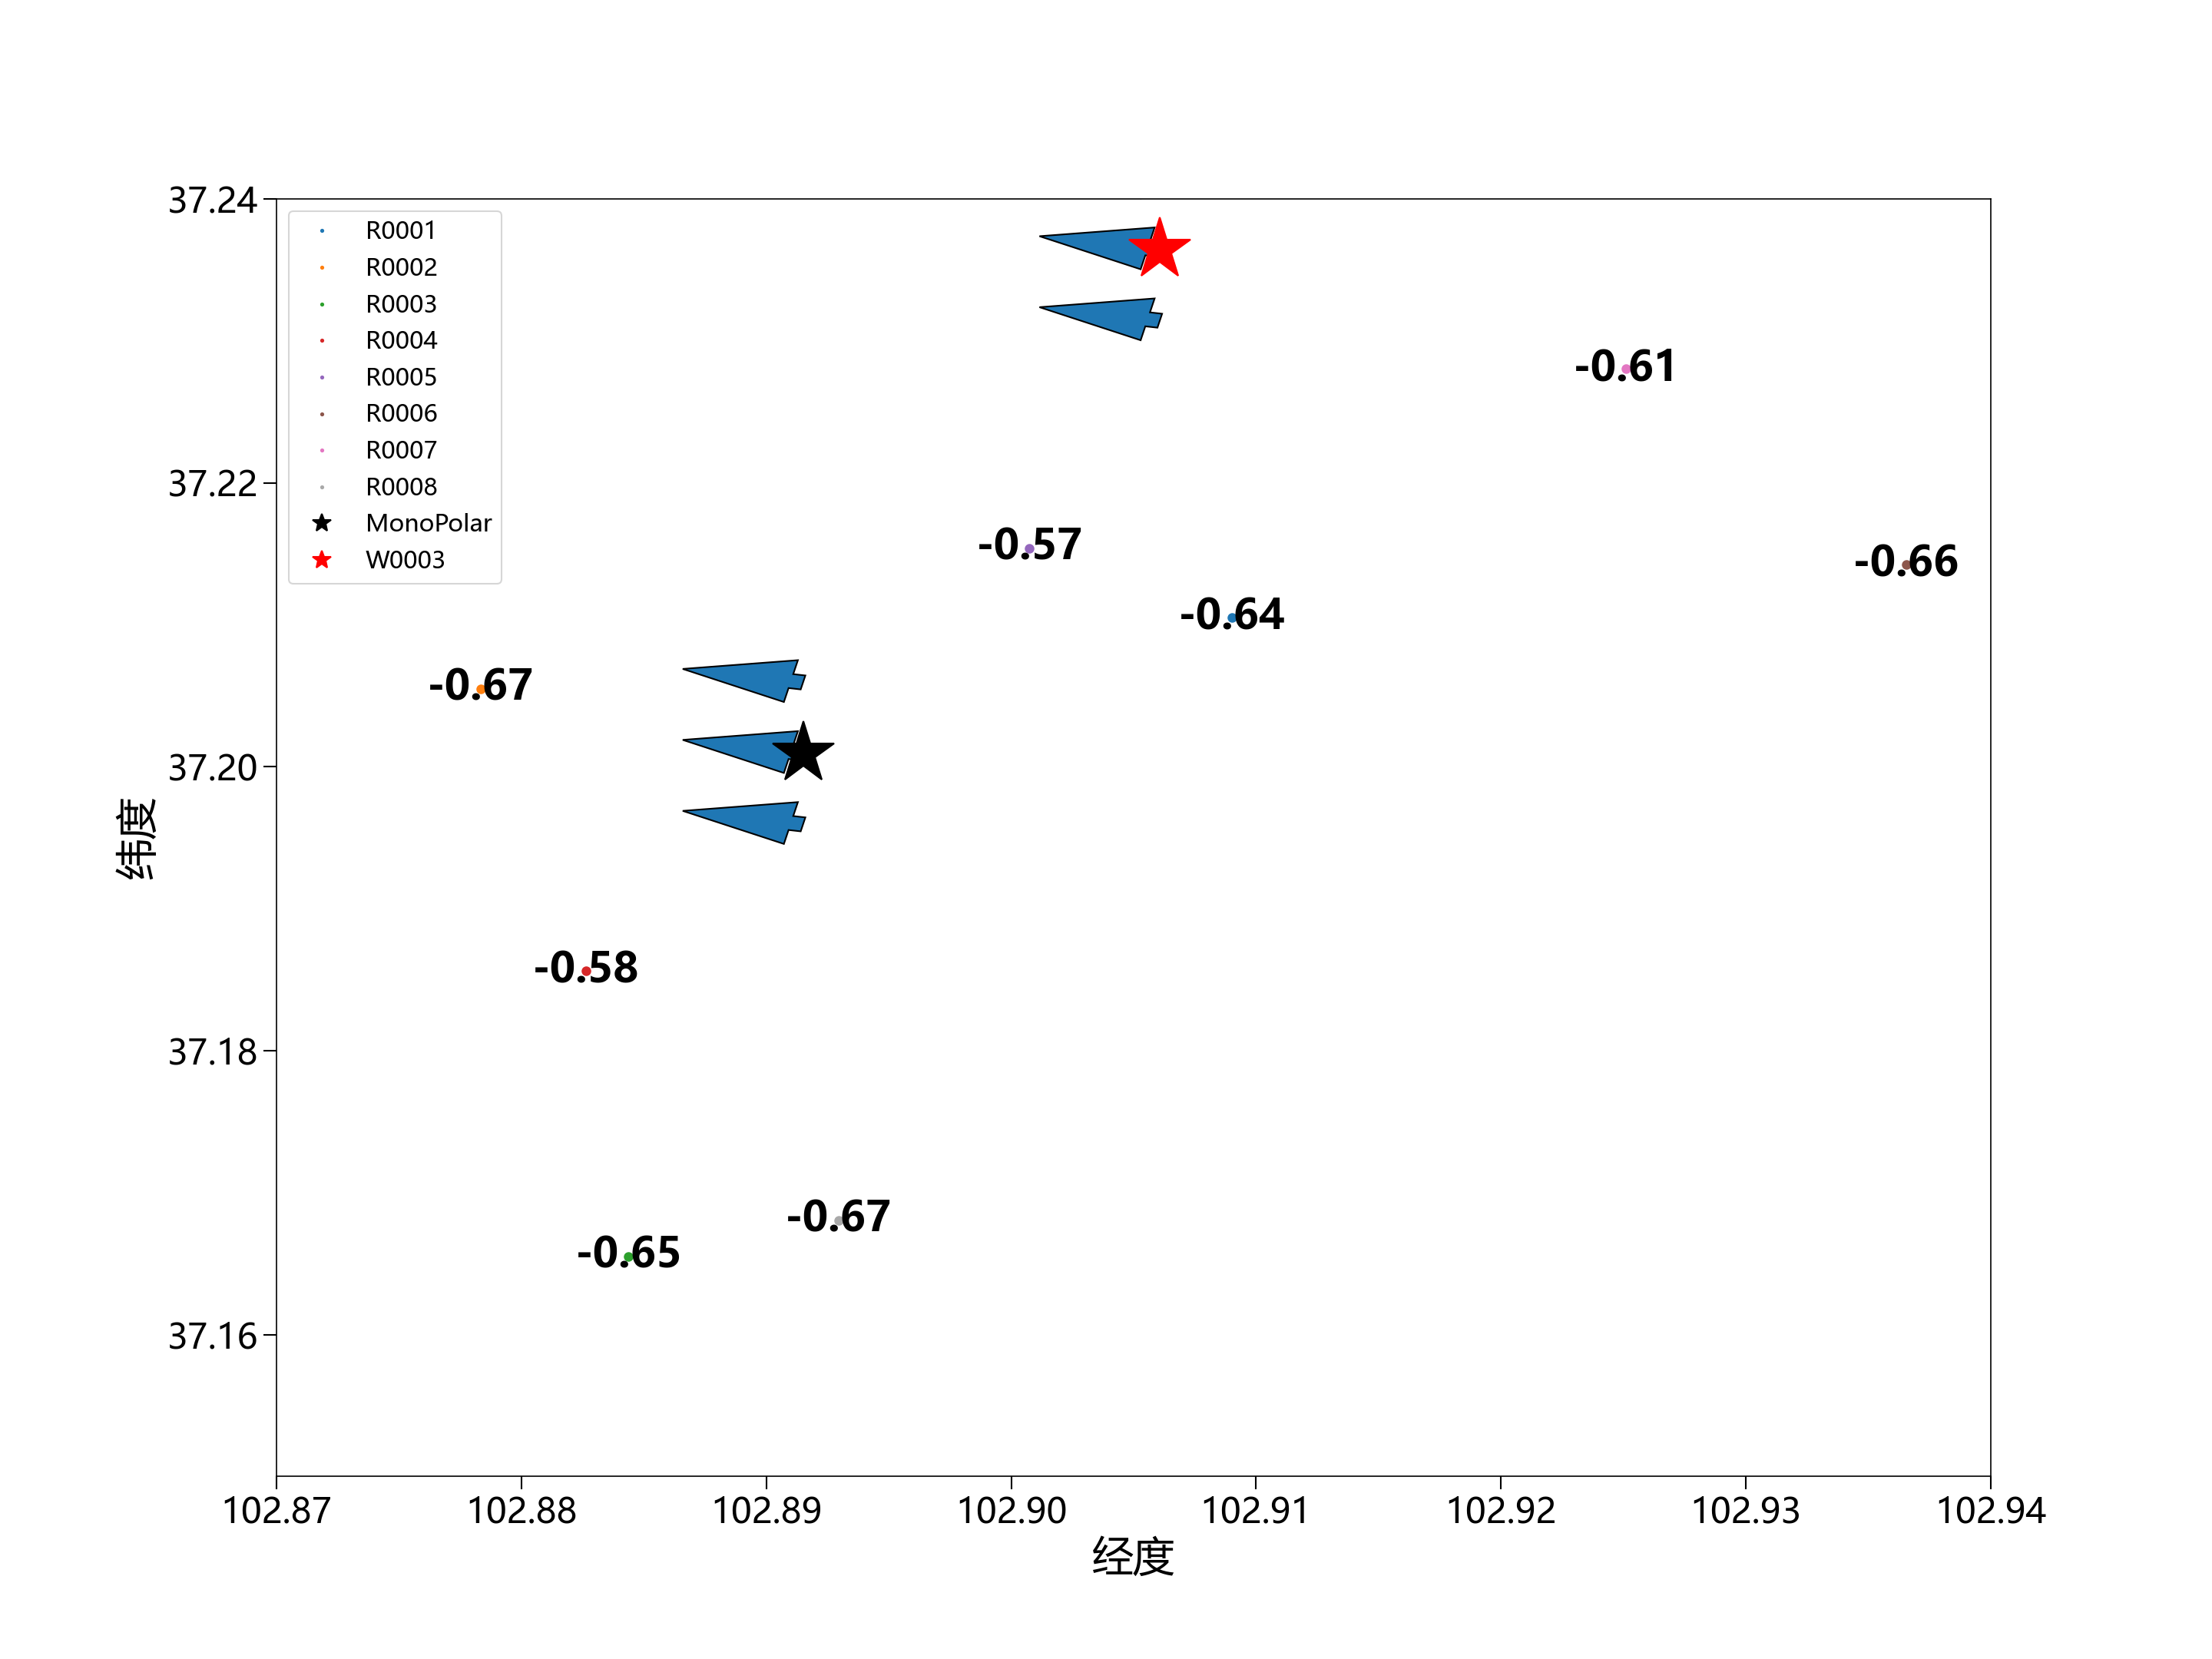 37.24
37.22
37.20
37.18
37.16
纬度
R0001
R0002
R0003
R0004
R0005
R0006
R0007
R0008
MonoPolar
W0003
-0.61
-0.57
-0.66
-0.64
-0.67
-0.58
-0.67
-0.65
102.87 102.88 102.89 102.90 102.91 102.92 102.93 102.94
经度